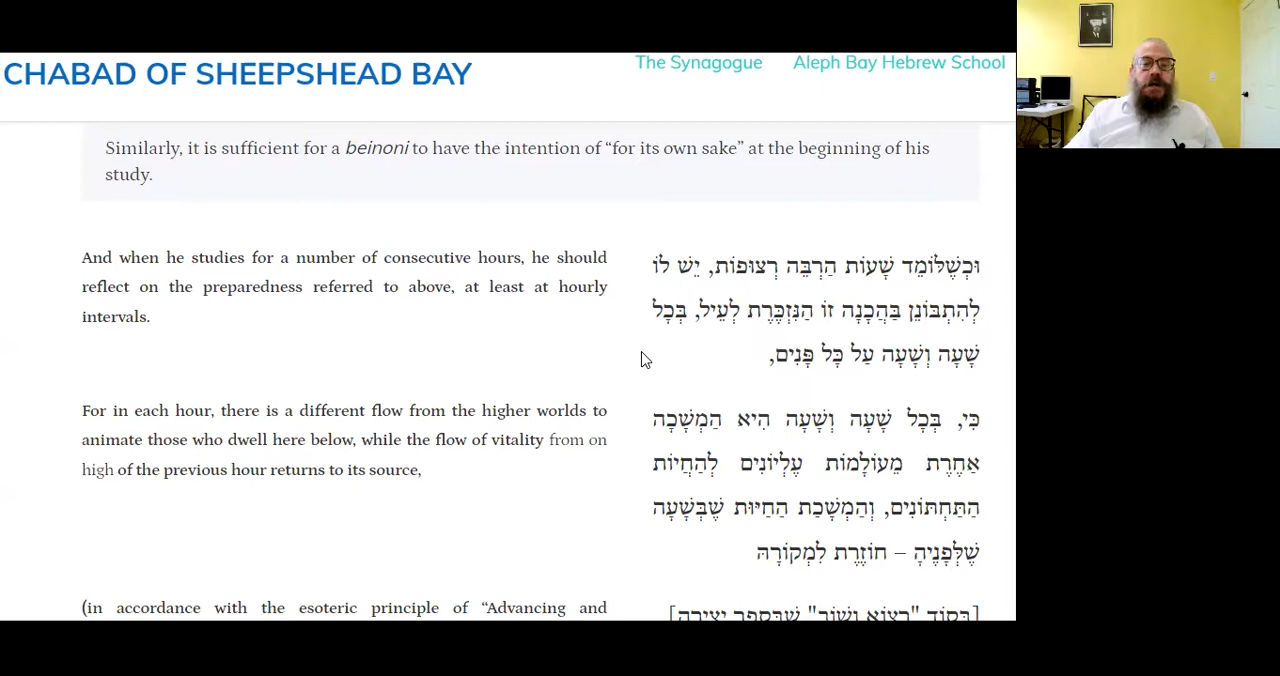 CHABAD OF SHEEPSHEAD BAY
The Synagogue Aleph Bay Hebrew School
Similarly, it is sufficient for a beinoni to have the intention of “for its own sake” at the beginning of his
study.
And when he studies for a number of consecutive hours, he should
reflect on the preparedness referred to above, at least at hourly
intervals.
וּכְשֶׁלּוֹמֵד שָׁעוֹת הַרְבֵּה רְצוּפוֹת, יֵשׁ לוֹ
לְהִתְבּוֹנֵן בַּהֲכָנָה זוֹ הַנִּזְכֶּרֶת לְעֵיל, בְּכָל
שָׁעָה וְשָׁעָה עַל כָּל פָּנִים,
For in each hour, there is a different flow from the higher worlds to
animate those who dwell here below, while the flow of vitality from on
high of the previous hour returns to its source,
כִּי, בְּכָל שָׁעָה וְשָׁעָה הִיא הַמְשָׁכָה
אַחֶרֶת מֵעוֹלָמוֹת עֶלְיוֹנִים לְהַחֲיוֹת
הַתַּחְתּוֹנִים, וְהַמְשָׁכַת הַחַיּוּת שֶׁבְּשָׁעָה
שֶׁלְּפָנֶיהָ – חוֹזֶרֶת לִמְקוֹרָהּ
(in accordance with the esoteric principle of “Advancing and
[בְּסוֹד "רָצוֹא וָשׁוֹב" שֶׁבְּסֵפֶר יְצִירָה]